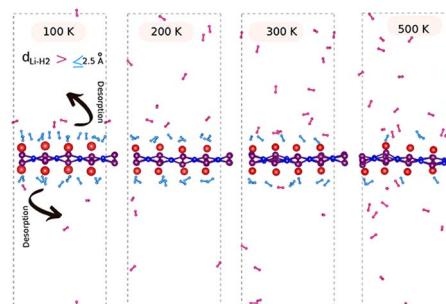 100 K
200 K
300 K
500 K
dLi-H2 > ≤2.5 Å
Desorption
Desorption